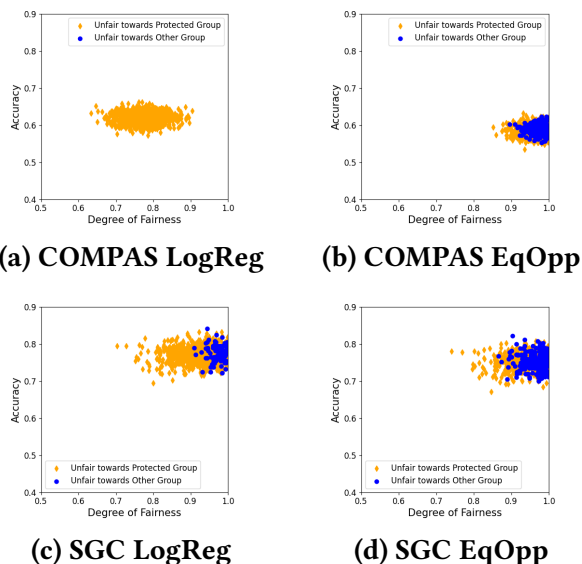 0.9
0.8
0.7
0.6
0.5
0.4
Accuracy
Unfair towards Protected Group
Unfair towards Other Group
0.5 0.6 0.7 0.8 0.9 1.0
Degree of Fairness
a) COMPAS LogReg
0.9
0.8
0.7
0.6
0.5
0.4
Accuracy
Unfair towards Protected Group
Unfair towards Other Group
0.5 0.6 0.7 0.8 0.9 1.0
Degree of Fairness
(b) COMPAS EqOpp
0.9
0.8
0.7
0.6
0.5
0.4
Accuracy
Unfair towards Protected Group
Unfair towards Other Group
0.5 0.6 0.7 0.8 0.9 1.0
Degree of Fairness
(c) SGC LogReg
0.9
0.8
0.7
0.6
0.5
0.4
Accuracy
Unfair towards Protected Group
Unfair towards Other Group
0.5 0.6 0.7 0.8 0.9 1.0
Degree of Fairness
(d) SGC EqOpp